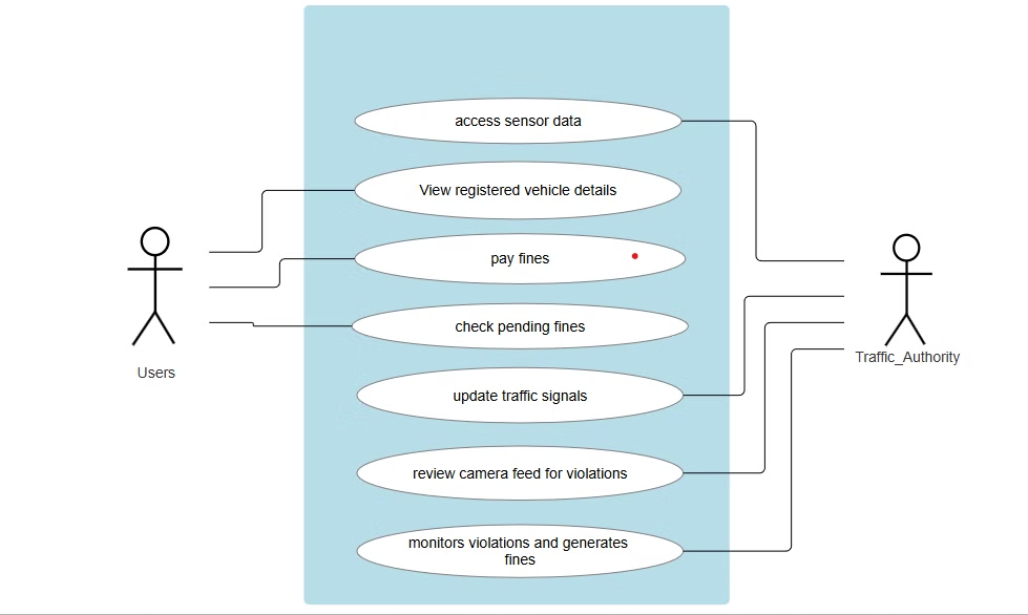 access sensor data
View registered vehicle details
pay fines
check pending fines
Users
Traffic_Authority
update traffic signals
review camera feed for violations
monitors violations and generates
fines